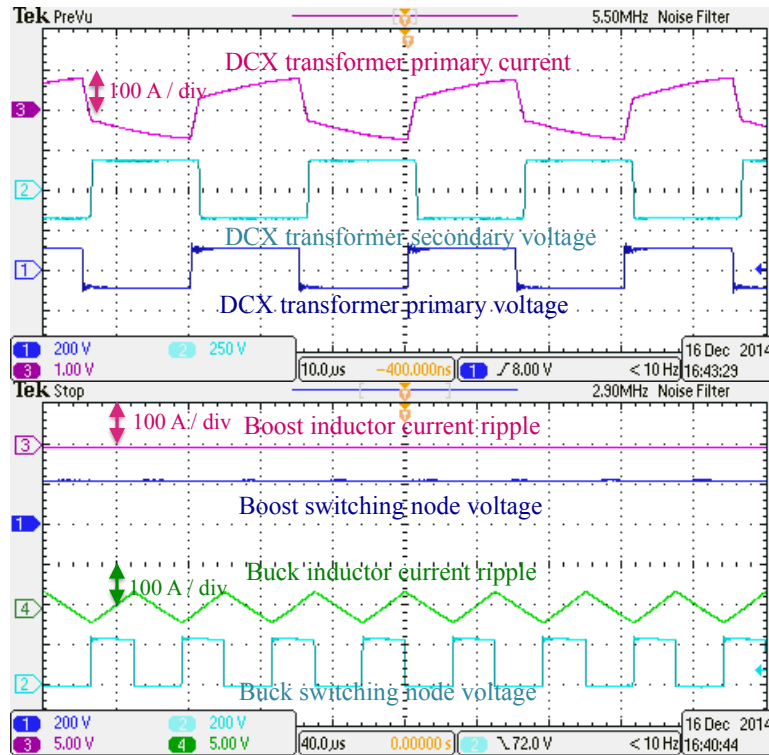 Tek PreVu 5.50MHz Noise Filter
T
DCX transformer primary current
100 A / div
3
2
DCX transformer secondary voltage
1
DCX transformer primary voltage
1 200 V 2 250 V
3 1.00 V
10.0µs -400.000ns 1 8.00 V < 10 Hz
16 Dec 2014
16:43:29
Tek Stop 2.90MHz Noise Filter
T
100 A / div
Boost inductor current ripple
3
Boost switching node voltage
1
Buck inductor current ripple
100 A / div
4
2
Buck switching node voltage
1 200 V 2 200 V
3 5.00 V 4 5.00 V
40.0µs 0.00000 s 2 72.0 V < 10 Hz
16 Dec 2014
16:40:44